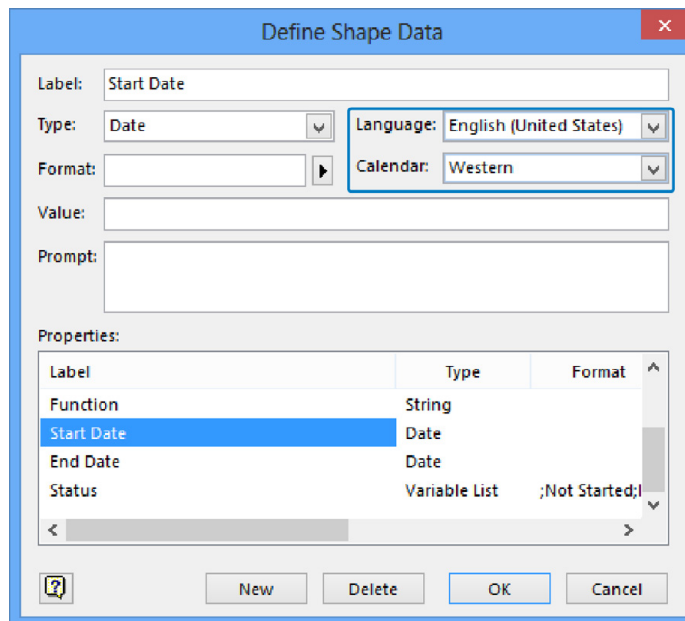 Define Shape Data
Label: Start Date
Type: Date Language: English (United States)
Format: Calendar: Western
Value:
Prompt:
Properties:
Label Type Format
Function String
Start Date Date
End Date Date
Status Variable List ;Not Started;I
New Delete OK Cancel